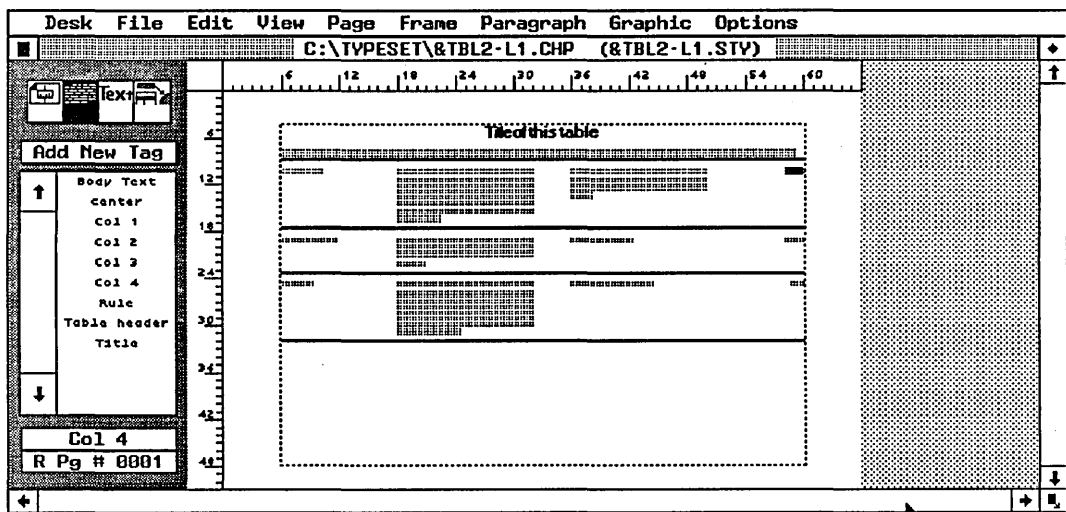 Desk File Edit View Page Frame Paragraph Graphic Options
C:\TYPESET\&TBL2-L1.CHP (&TBL2-L1.STY)
6 12 18 24 30 36 42 48 54 60
Text
Add New Tag
Body Text
Center
Col 1
Col 2
Col 3
Col 4
Rule
Table header
Title
Col 4
R Pg # 0001
6
12
18
24
30
36
42
48
Title of this table